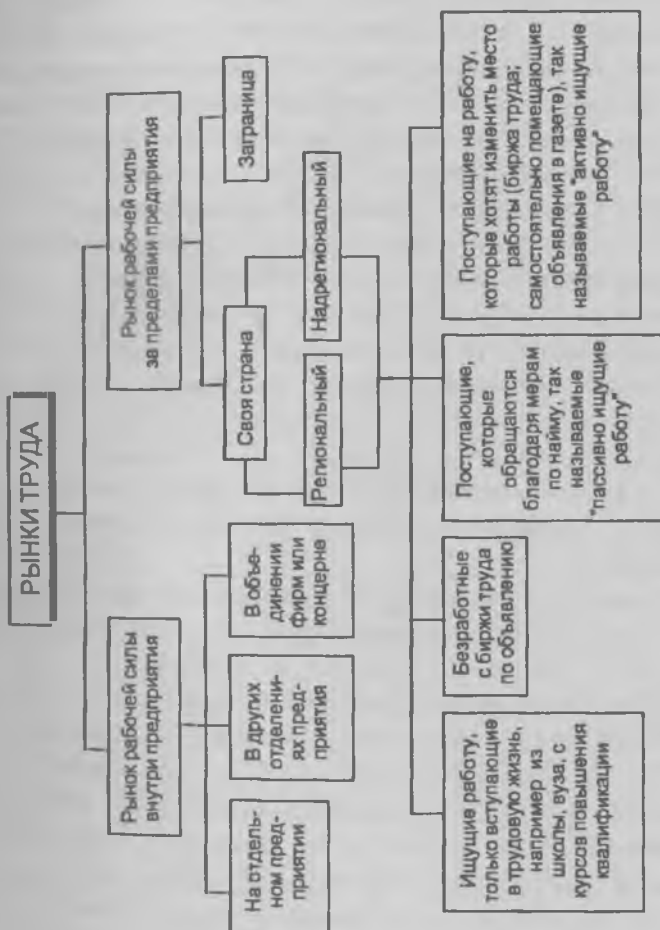 РЫНКИ ТРУДА
Рынок рабочей силы
внутри предприятия
Рынок рабочей силы
за пределами предприятия
На отдель-
ном пред-
приятии
В других
отделени-
ях пред-
приятия
В объе-
динении
фирм или
концерне
Своя страна
Заграница
Региональный
Надрегиональный
Ищущие работу,
только вступающие
в трудовую жизнь,
например из
школы, вуза, с
курсов повышения
квалификации
Безработные
с биржи труда
по объявлению
Поступающие,
которые
обращаются
благодаря мерам
по найму, так
называемые
"пассивно ищущие
работу"
Поступающие на работу,
которые хотят изменить место
работы (биржа труда;
самостоятельно помещающие
объявления в газете), так
называемые "активно ищущие
работу"